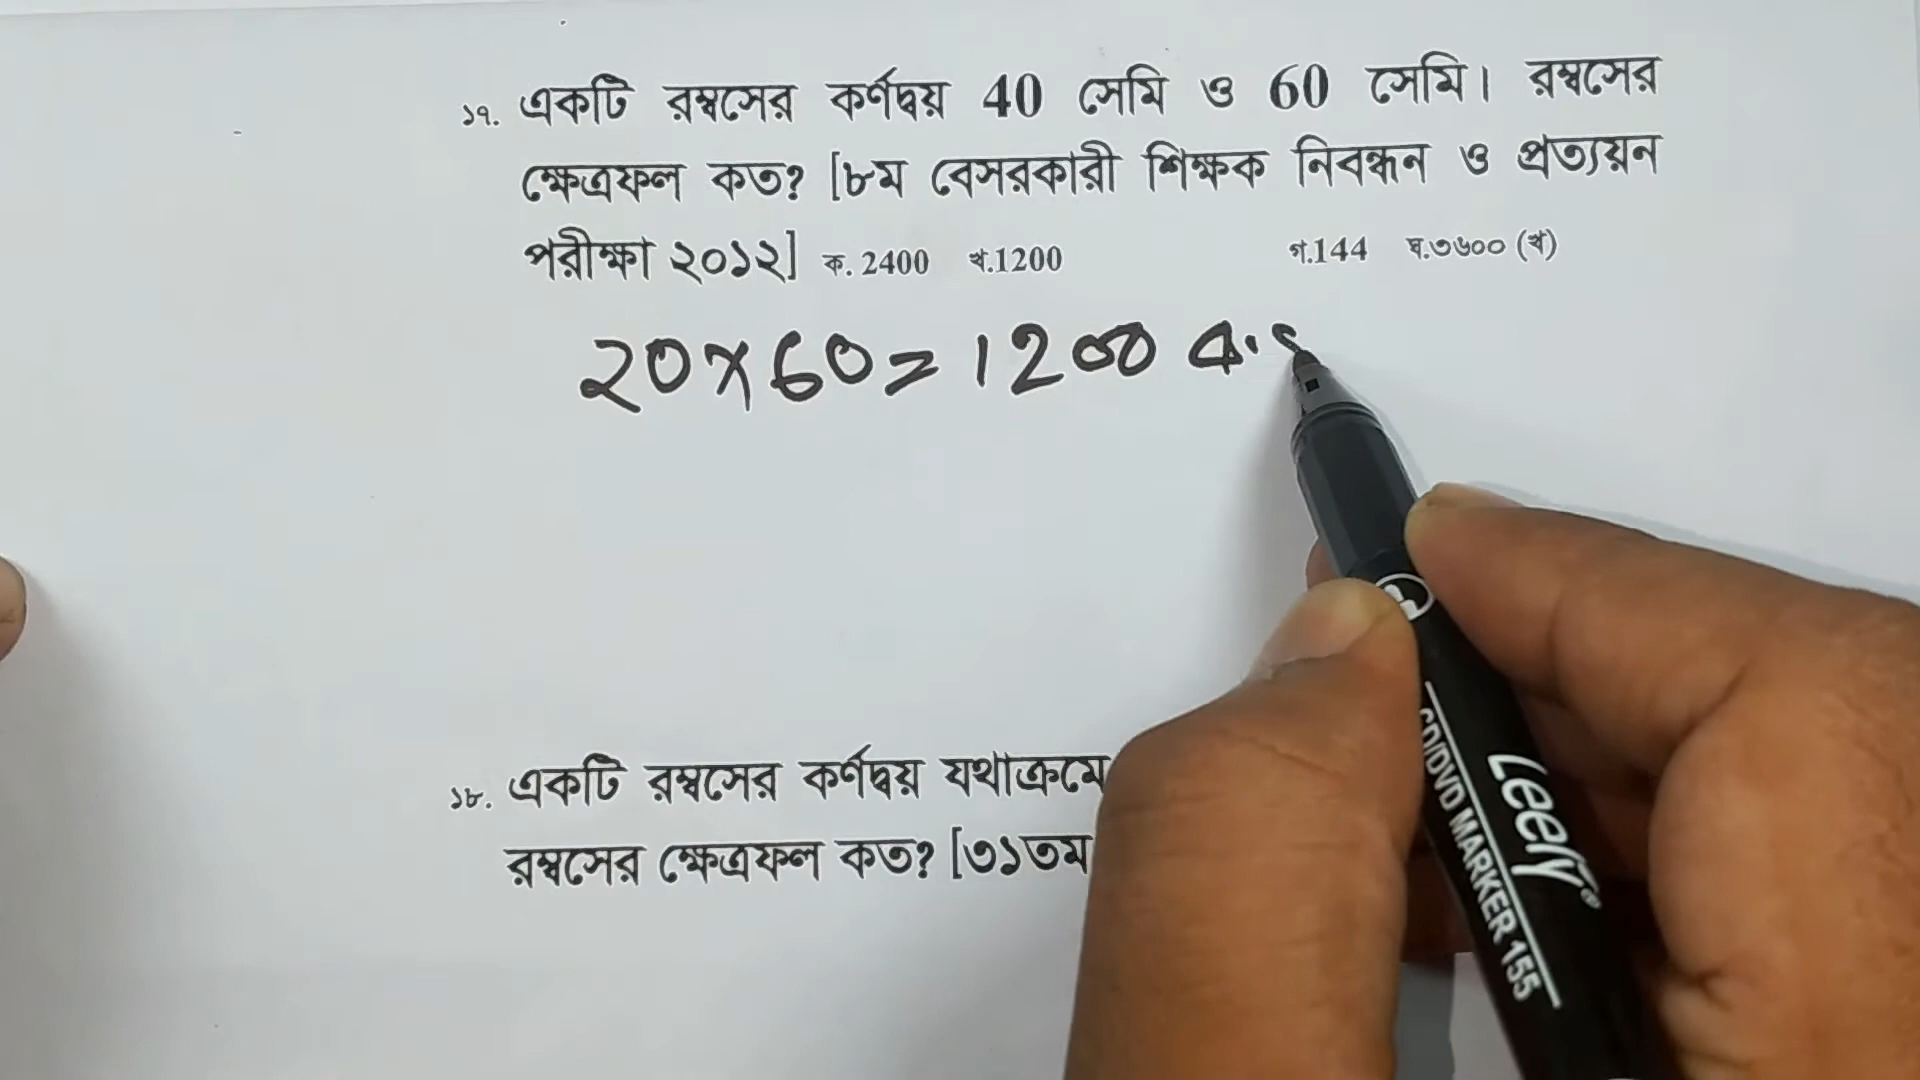 ১৭. একটি রম্বসের কর্ণদ্বয় 40 সেমি ও 60 সেমি। রম্বসের
ক্ষেত্রফল কত? [৮ম বেসরকারী শিক্ষক নিবন্ধন ও প্রত্যয়ন
পরীক্ষা ২০১২] ক. 2400 খ.1200 গ.144 ঘ.৩৬০০ (খ)
20×60=1200 ব.স
১৮. একটি রম্বসের কর্ণদ্বয় যথাক্রমে
রম্বসের ক্ষেত্রফল কত? [৩১তম
Leefy
CD/DVD MARKER 155